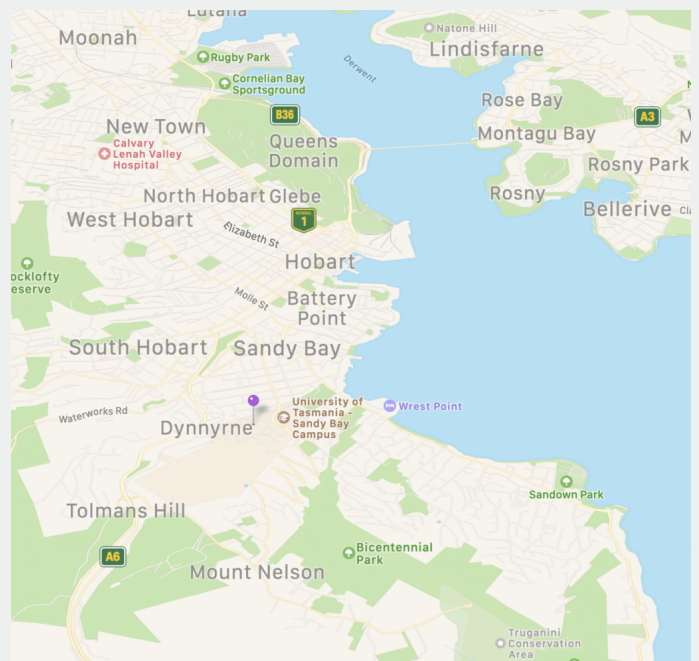 Lutana
Moonah
Natone Hill
Lindisfarne
Rugby Park
Derwent
Cornelian Bay
Sportsground
Rose Bay
B36
A3
New Town
Montagu Bay
Queens
Domain
Calvary
Lenah Valley
Hospital
Rosny Park
North Hobart
Glebe
Rosny
Bellerive
West Hobart
NATIONAL
1
Elizabeth St
Hobart
ocklofty
eserve
Molle St
Battery
Point
South Hobart
Sandy Bay
University of
Tasmania -
Sandy Bay
Campus
Wrest Point
Waterworks Rd
Dynnyrne
Sandown Park
Tolmans Hill
A6
Bicentennial
Park
Mount Nelson
Truganini
Conservation
Area